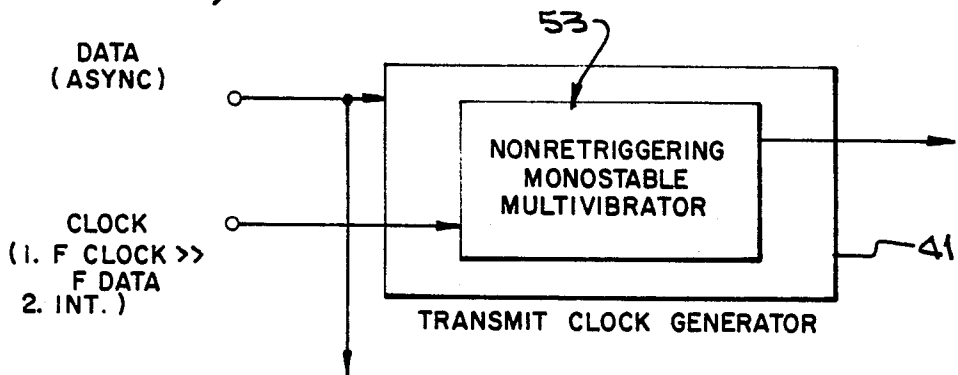 53
DATA
(ASYNC)
NONRETRIGGERING
MONOSTABLE
MULTIVIBRATOR
CLOCK
(1. F CLOCK >>
F DATA
2. INT.)
41
TRANSMIT CLOCK GENERATOR